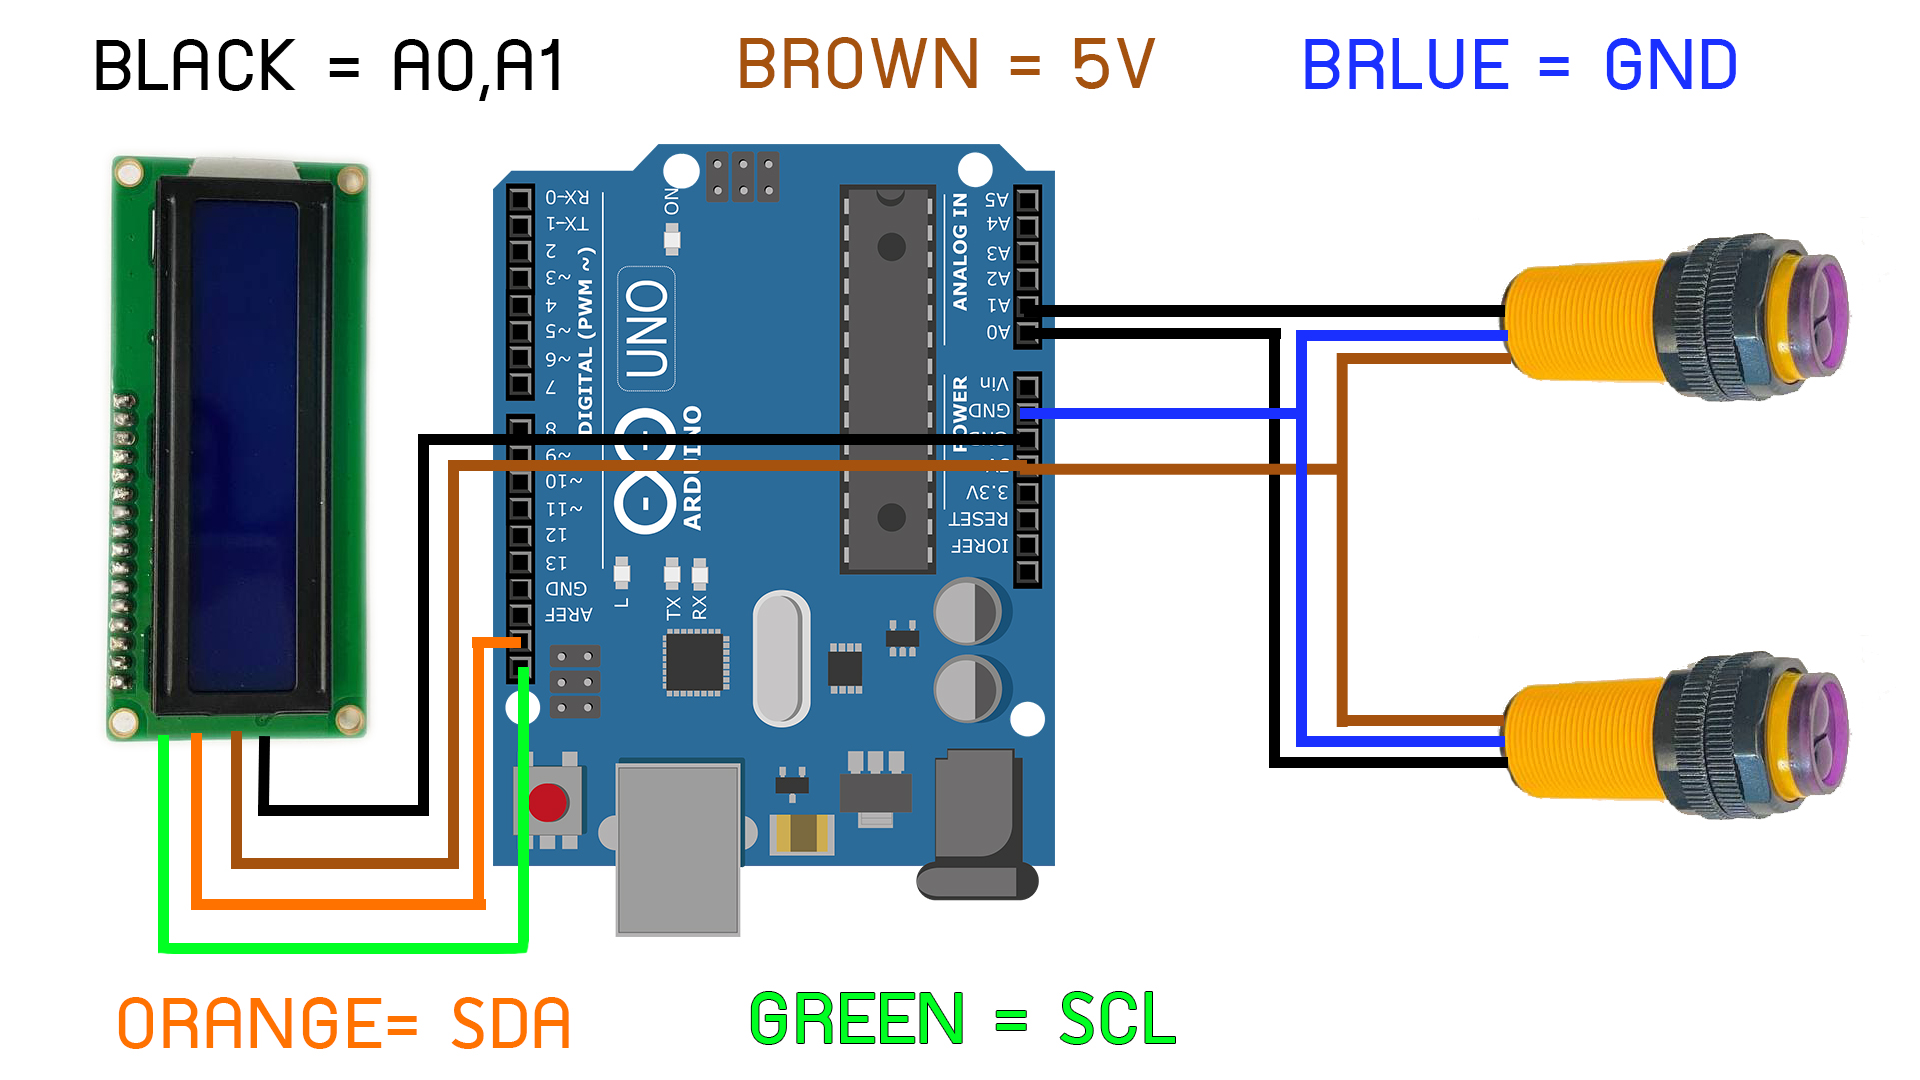 BLACK = A0,A1
BROWN = 5V
BRLUE = GND
RX-0
TX-1
2
~3
4
~5
~6
7
8
~9
~10
~11
12
13
GND
AREF
DIGITAL (PWM ~)
ON
UNO
ARDUINO
L
TX
RX
ANALOG IN
A5
A4
A3
A2
A1
A0
POWER
Vin
GND
GND
5V
3.3V
RESET
IOREF
ORANGE= SDA
GREEN = SCL